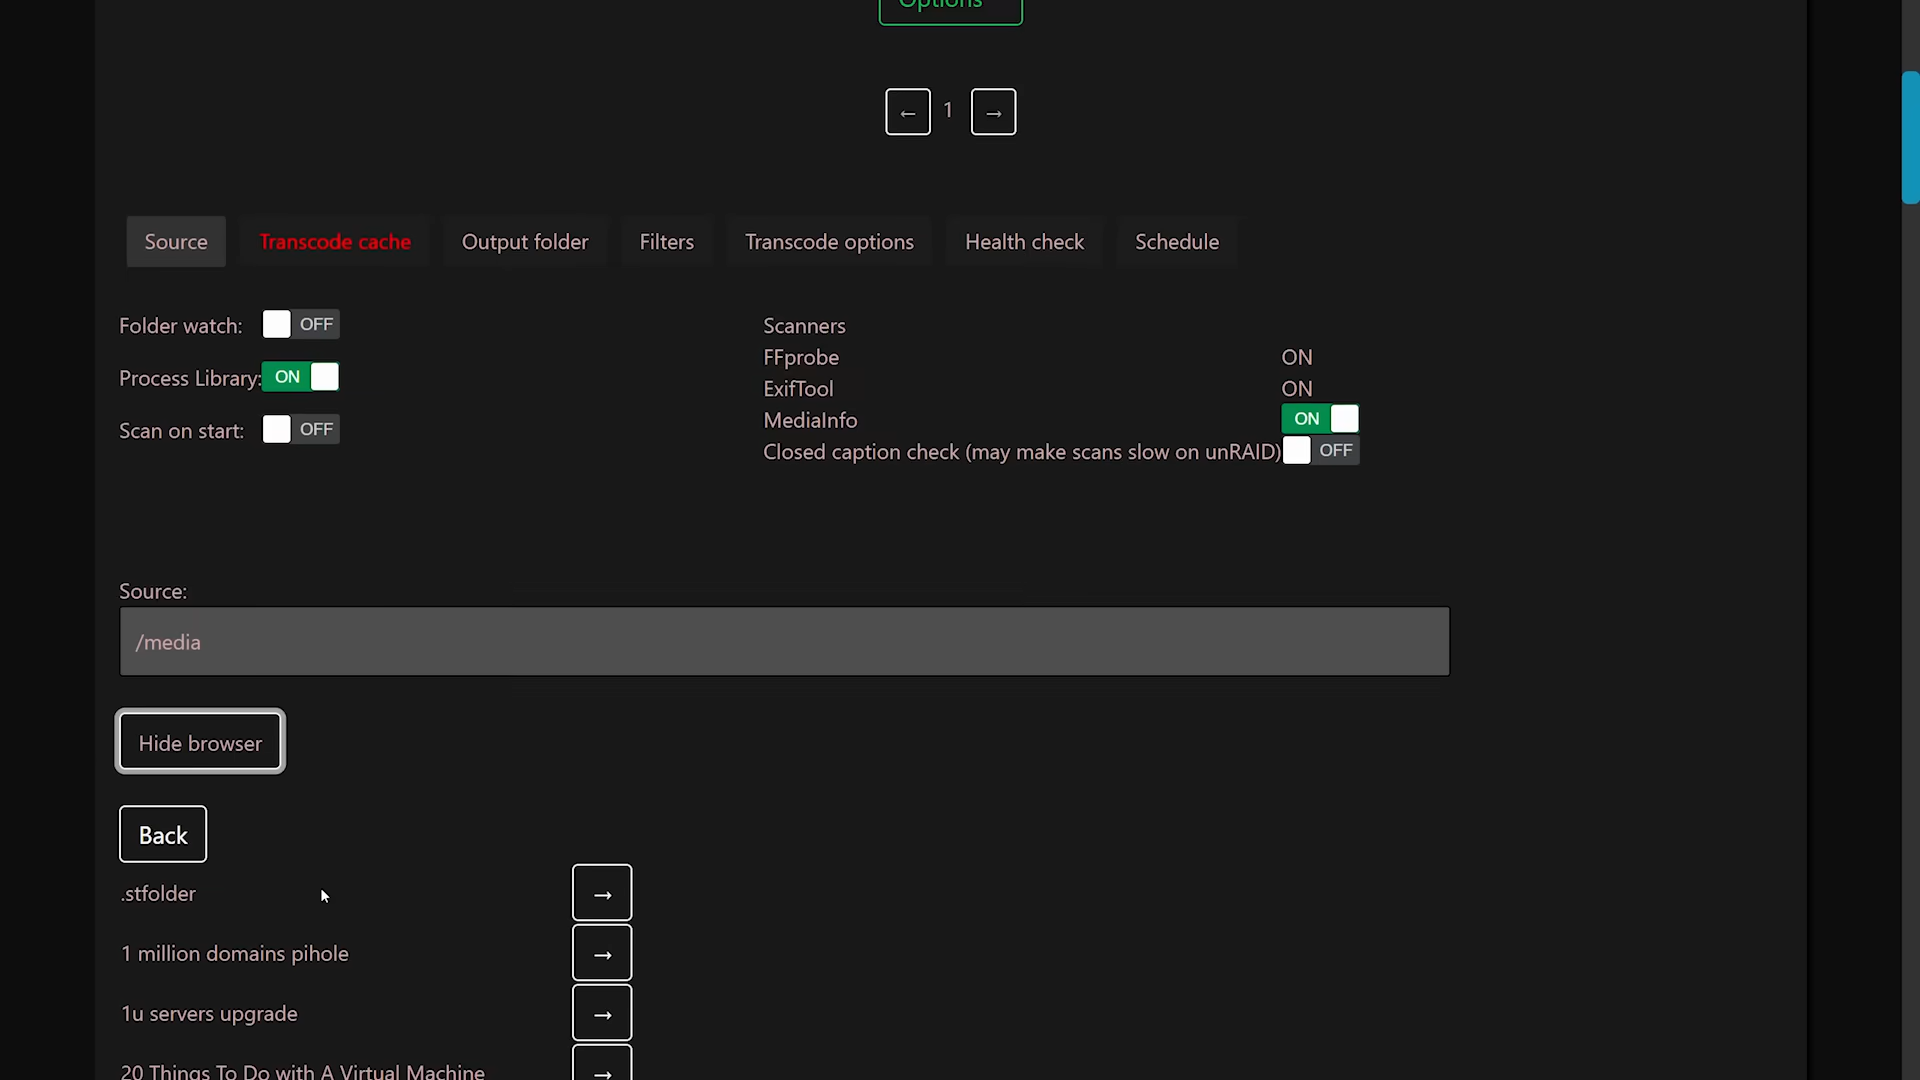 Options
← 1 →
Source Transcode cache Output folder Filters Transcode options Health check Schedule
Folder watch: OFF
Process Library: ON
Scan on start: OFF
Scanners
FFprobe ON
ExifTool ON
MediaInfo ON
Closed caption check (may make scans slow on unRAID) OFF
Source:
/media
Hide browser
Back
.stfolder →
1 million domains pihole →
1u servers upgrade →
20 Things To Do with A Virtual Machine →